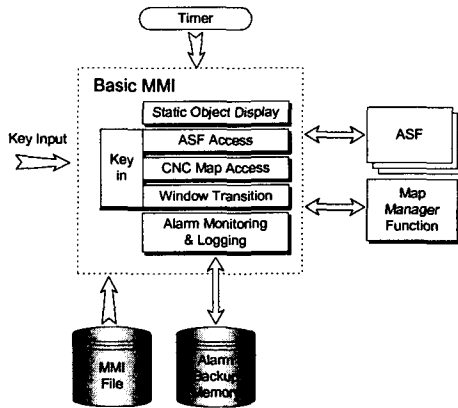 Timer
Basic MMI
Static Object Display
Key Input
Key
in
ASF Access
CNC Map Access
Window Transition
Alarm Monitoring
& Logging
ASF
Map
Manager
Function
MMI
File
Alarm
Backup
Memory